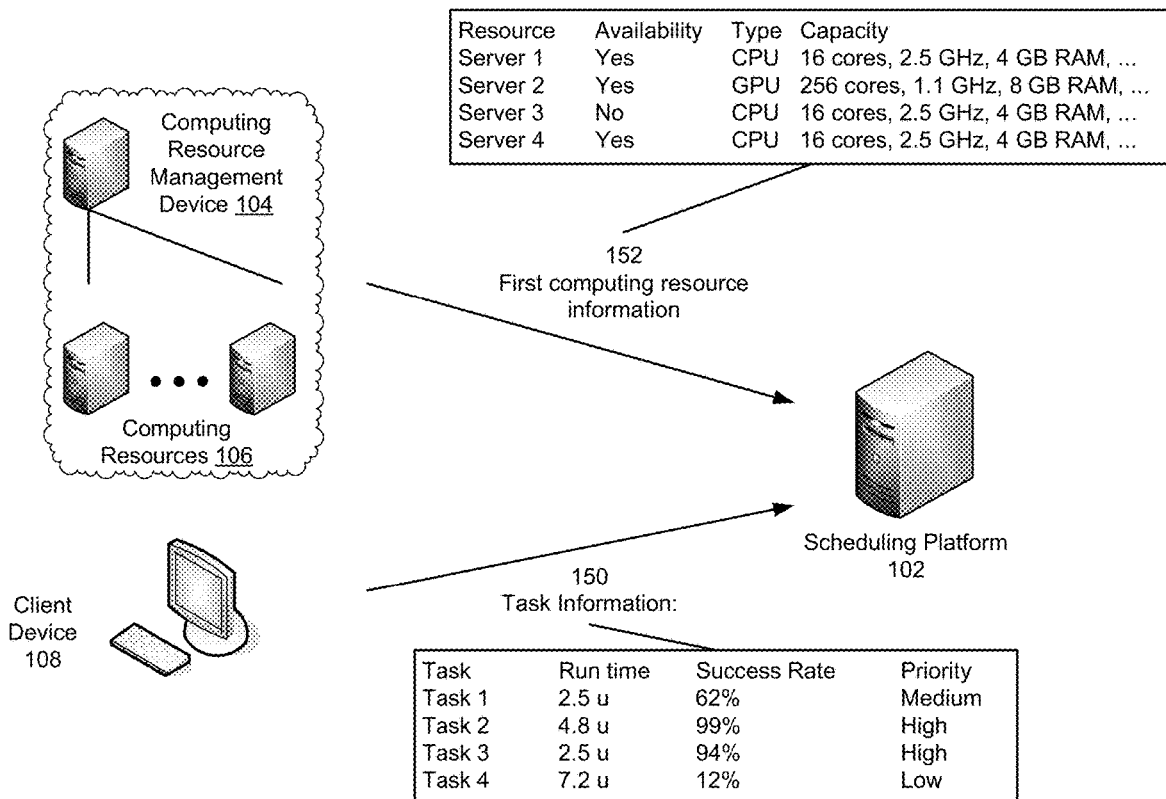 Resource Availability Type Capacity
Server 1 Yes CPU 16 cores, 2.5 GHz, 4 GB RAM, ...
Server 2 Yes GPU 256 cores, 1.1 GHz, 8 GB RAM, ...
Server 3 No CPU 16 cores, 2.5 GHz, 4 GB RAM, ...
Server 4 Yes CPU 16 cores, 2.5 GHz, 4 GB RAM, ...
Computing
Resource
Management
Device 104
152
First computing resource
information
Computing
Resources 106
Scheduling Platform
102
Client
Device
108
150
Task Information:
Task Run time Success Rate Priority
Task 1 2.5 u 62% Medium
Task 2 4.8 u 99% High
Task 3 2.5 u 94% High
Task 4 7.2 u 12% Low